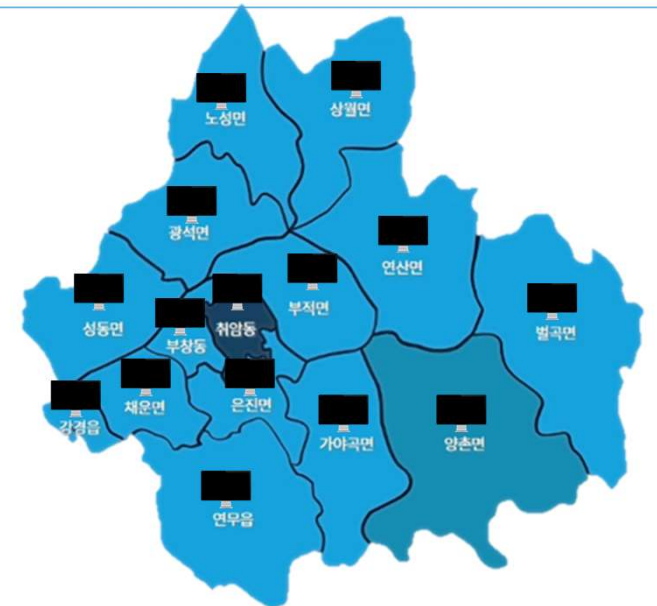 노성면
상월면
광석면
연산면
성동면
부창동
취암동
부적면
벌곡면
강경읍
채운면
은진면
가야곡면
양촌면
연무읍